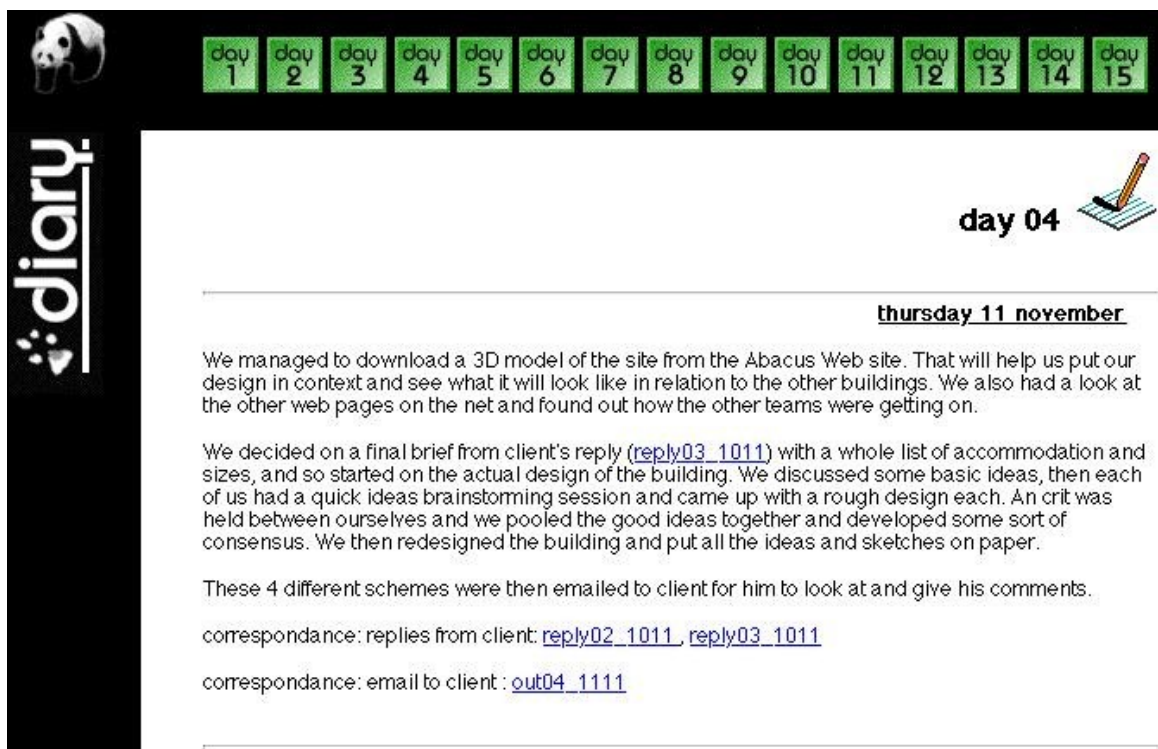 day 1 day 2 day 3 day 4 day 5 day 6 day 7 day 8 day 9 day 10 day 11 day 12 day 13 day 14 day 15
diary
day 04
thursday 11 november
We managed to download a 3D model of the site from the Abacus Web site. That will help us put our
design in context and see what it will look like in relation to the other buildings. We also had a look at
the other web pages on the net and found out how the other teams were getting on.
We decided on a final brief from client's reply (reply03_1011) with a whole list of accommodation and
sizes, and so started on the actual design of the building. We discussed some basic ideas, then each
of us had a quick ideas brainstorming session and came up with a rough design each. An crit was
held between ourselves and we pooled the good ideas together and developed some sort of
consensus. We then redesigned the building and put all the ideas and sketches on paper.
These 4 different schemes were then emailed to client for him to look at and give his comments.
correspondance: replies from client: reply02_1011 , reply03_1011
correspondance: email to client : out04_1111